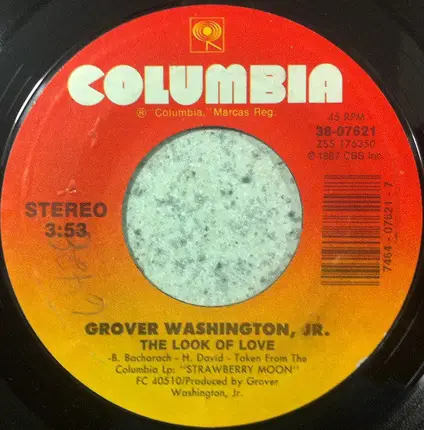 COLUMBIA
® "Columbia," Marcas Reg.
45 RPM
38-07621
ZSS 176350
℗ 1987 CBS Inc.
STEREO
3:53
7464-07621-7
GROVER WASHINGTON, JR.
THE LOOK OF LOVE
-B. Bacharach - H. David - Taken From The
Columbia Lp: "STRAWBERRY MOON"
FC 40510/Produced by Grover
Washington, Jr.